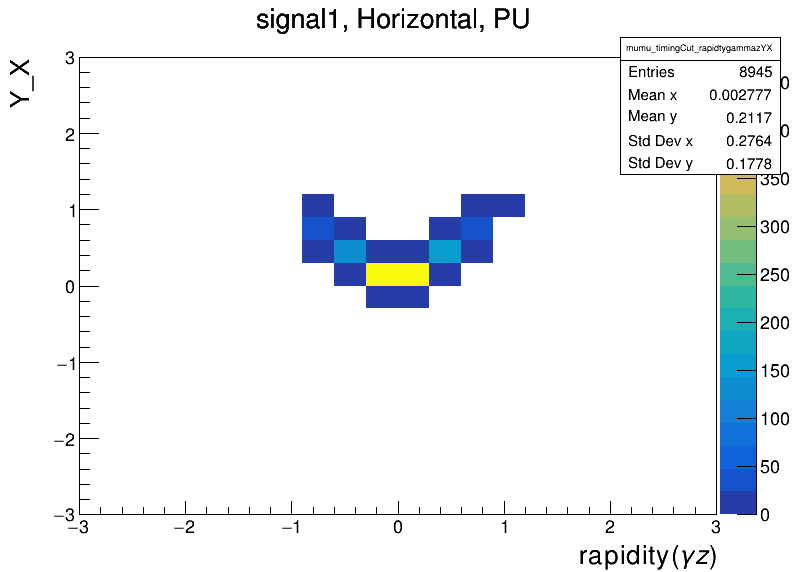 signal1, Horizontal, PU
mumu_timingCut_rapidtygammazYX
Entries 8945
Mean x 0.002777
Mean y 0.2117
Std Dev x 0.2764
Std Dev y 0.1778
Y_X
3
2
1
0
−1
−2
−3
−3 −2 −1 0 1 2 3
rapidity(γz)
350
300
250
200
150
100
50
0